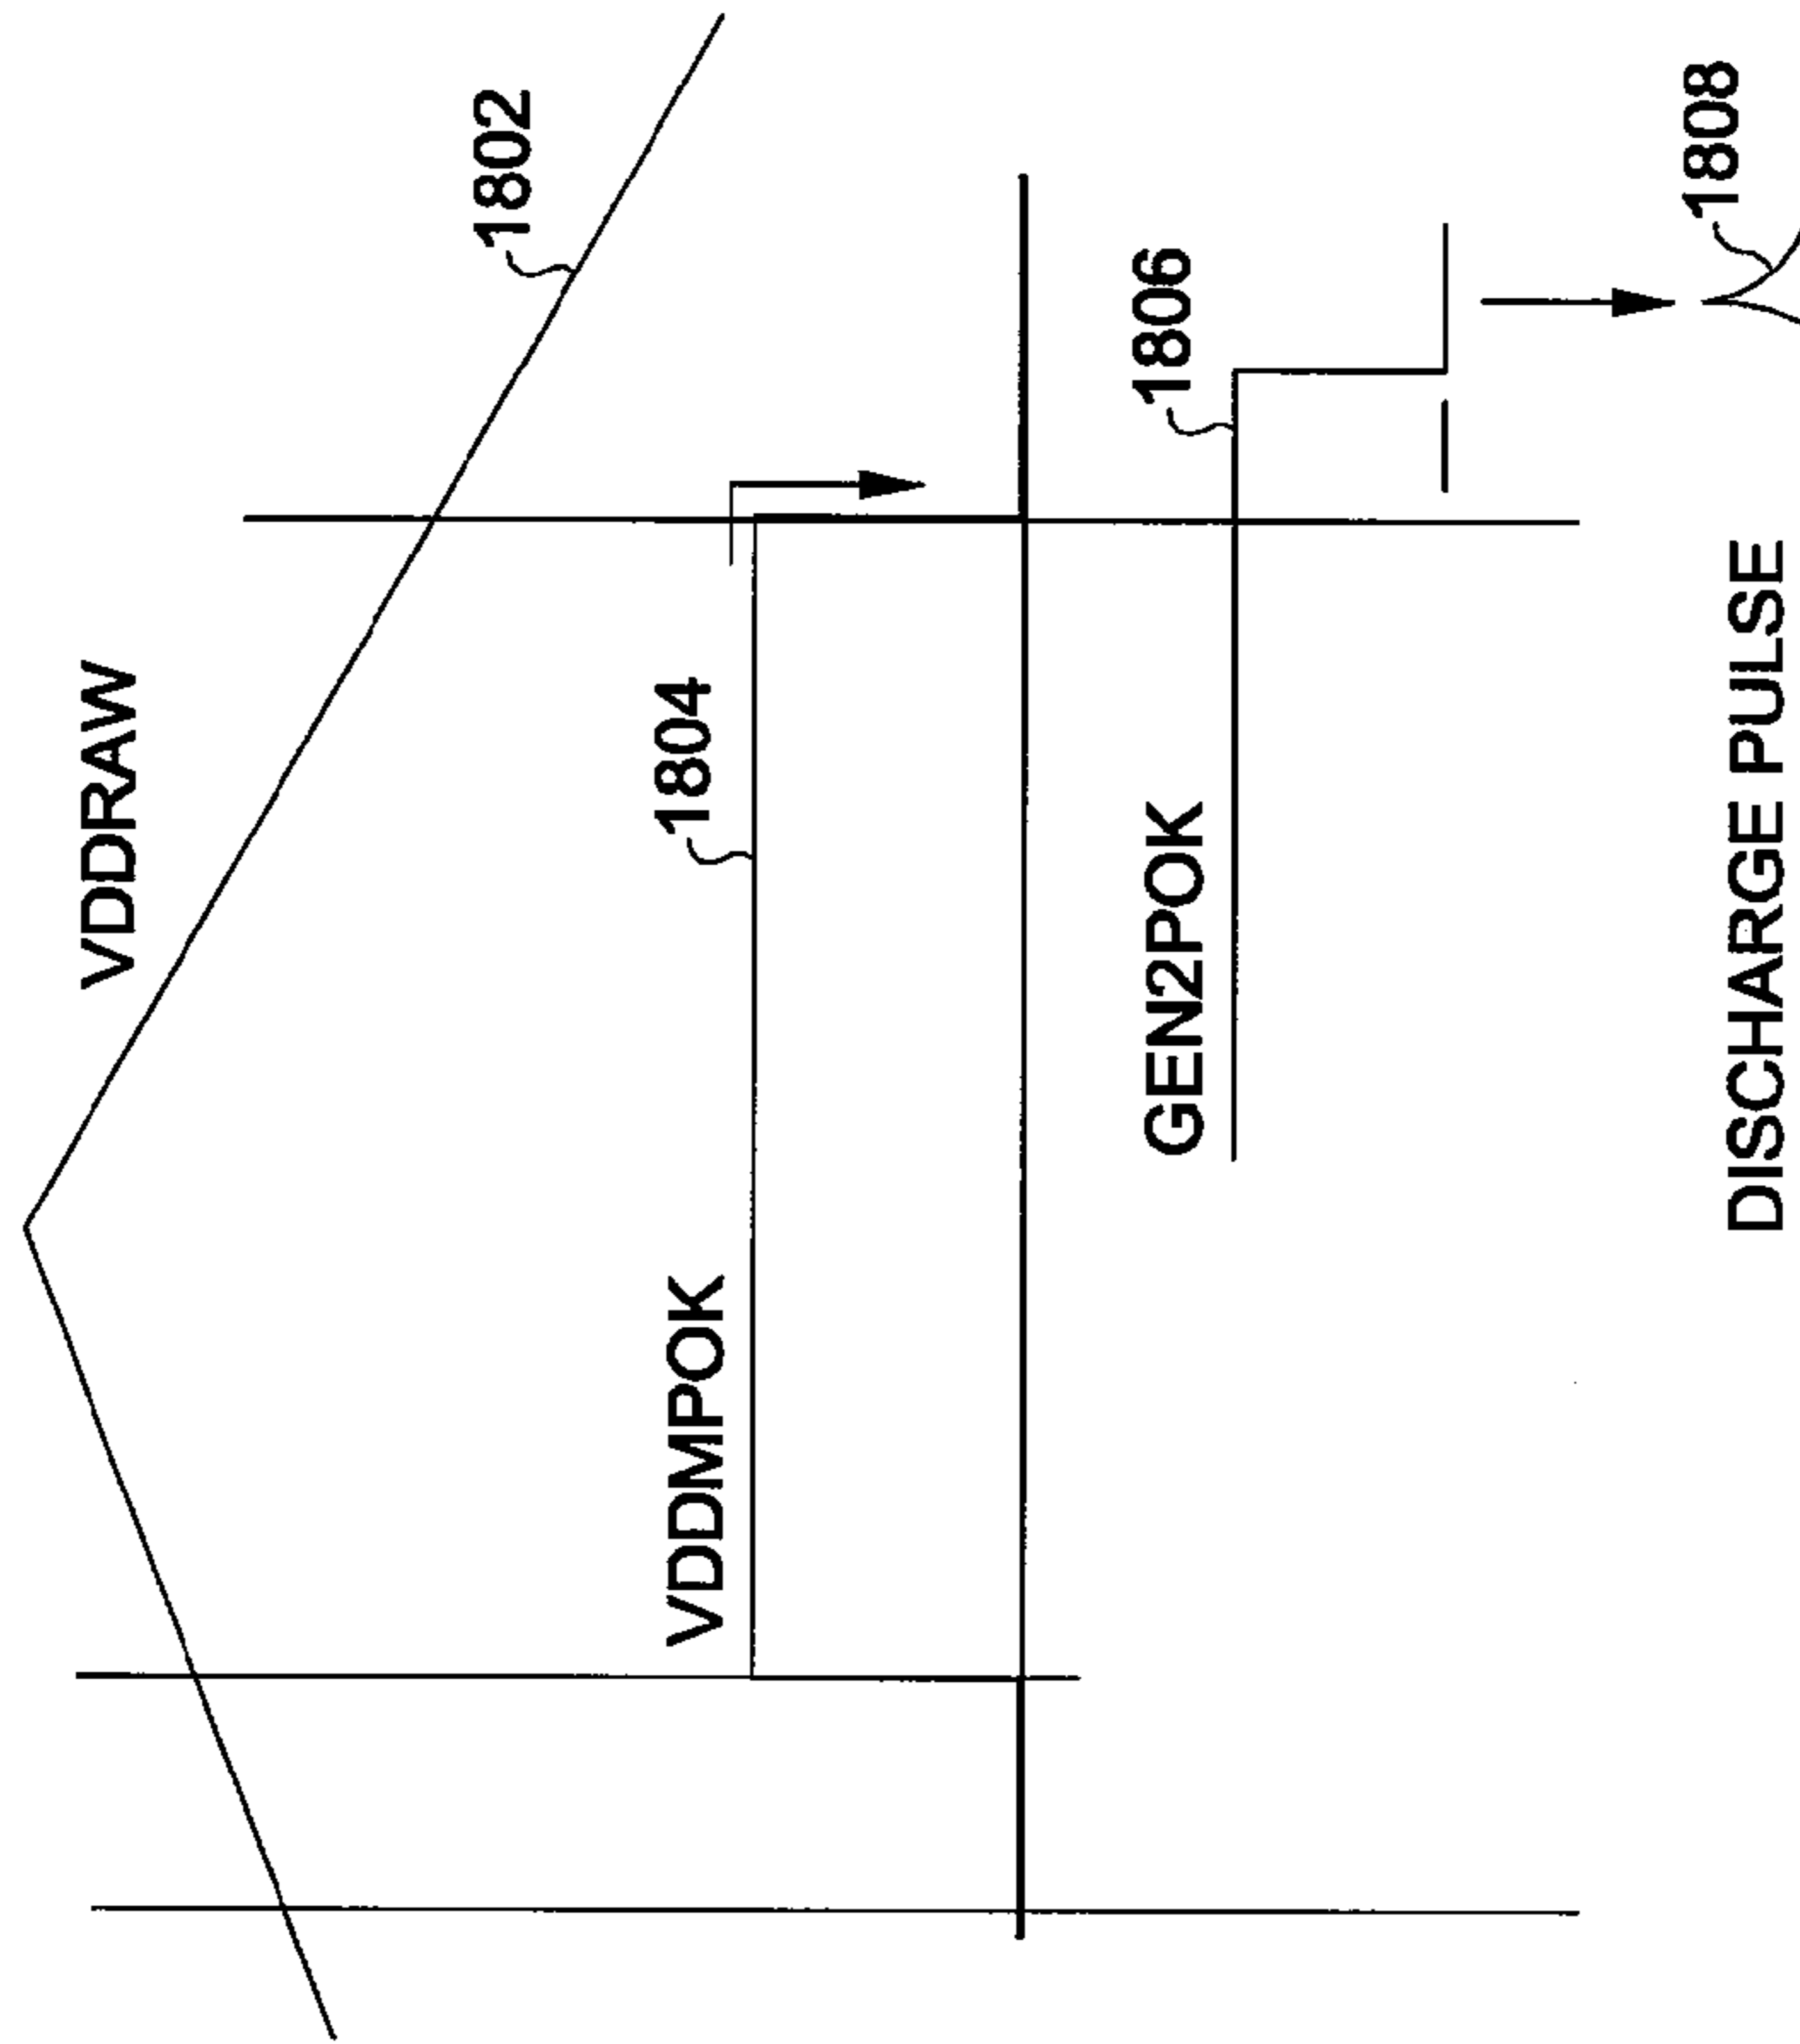 VDDRAW
1802
VDDMPOK
1804
GEN2POK
1806
DISCHARGE PULSE
1808